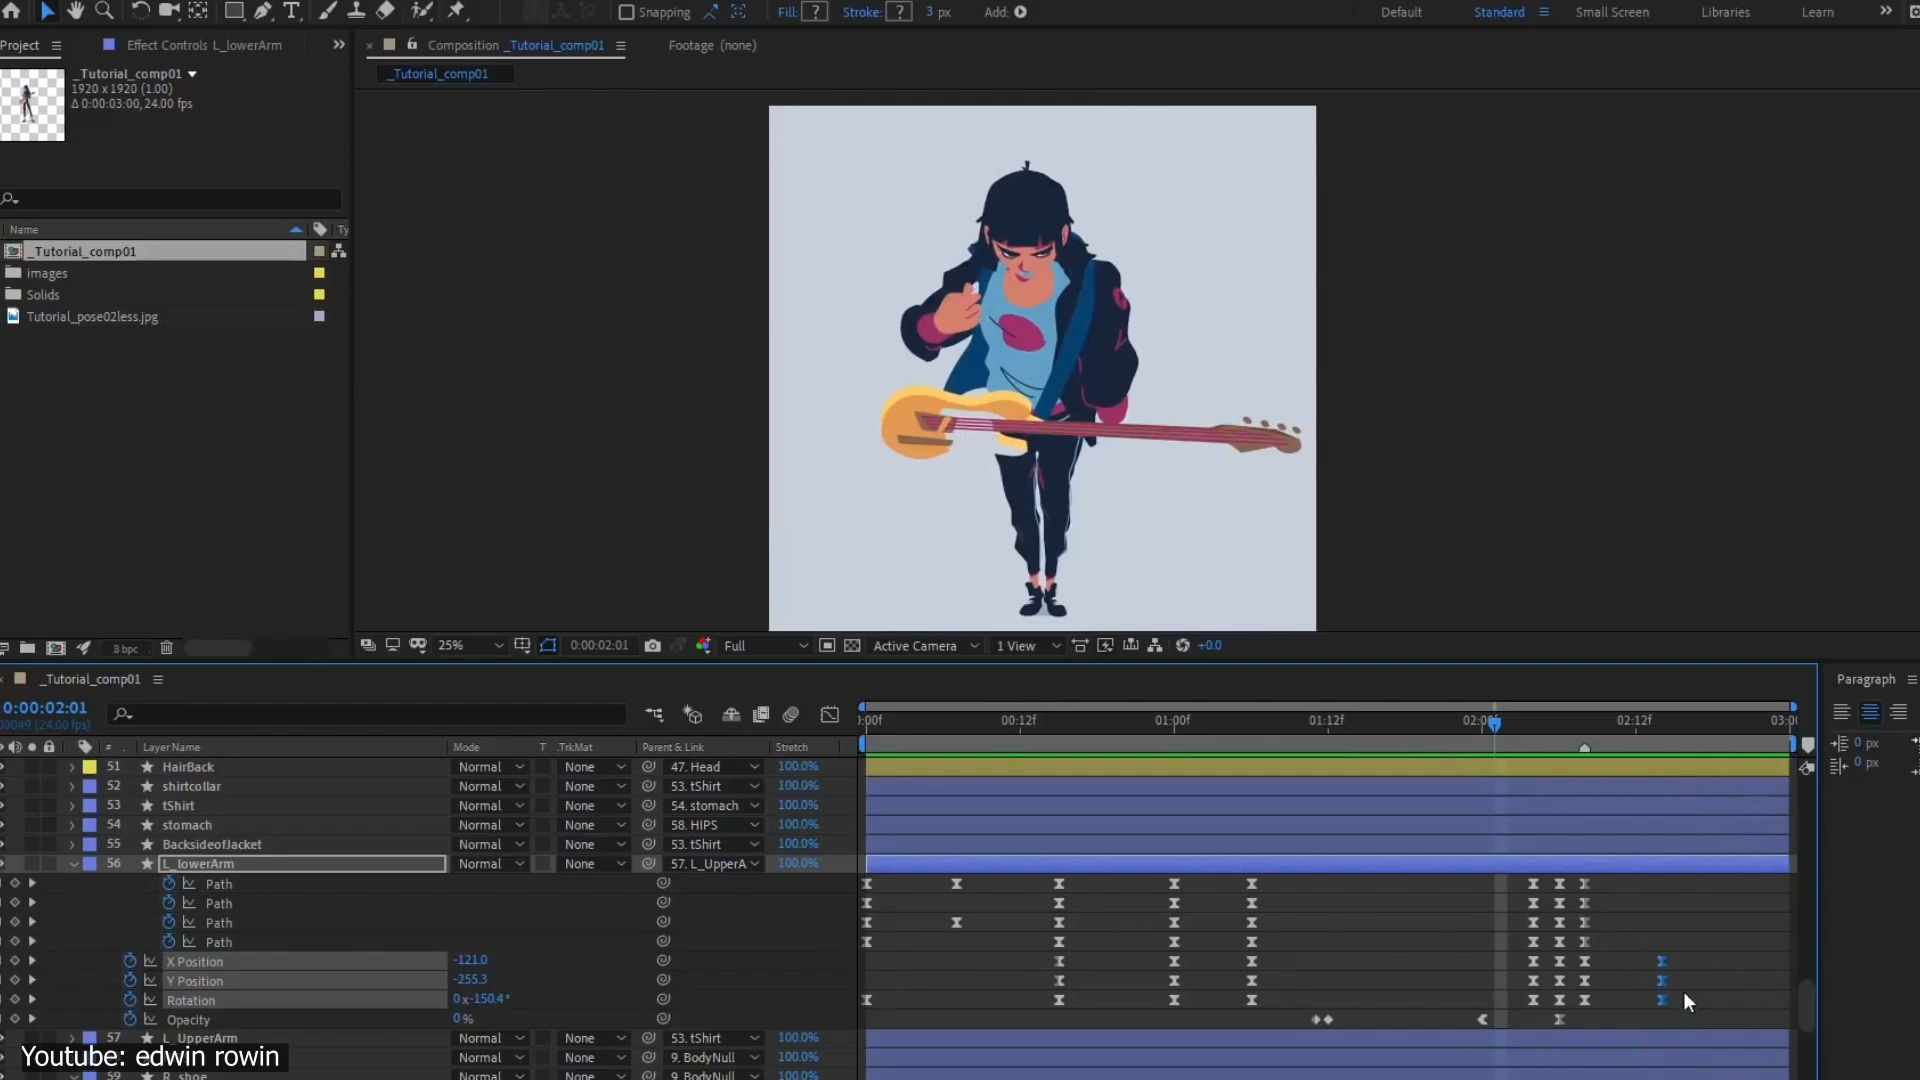 Snapping Fill: ? Stroke: ? 3 px Add: Default Standard Small Screen Libraries Learn
Project Effect Controls L_lowerArm Composition _Tutorial_comp01 Footage (none)
_Tutorial_comp01
_Tutorial_comp01
1920 x 1920 (1.00)
Δ 0:00:03:00, 24.00 fps
Name Ty
_Tutorial_comp01
images
Solids
Tutorial_pose02less.jpg
8 bpc 25% 0:00:02:01 Full Active Camera 1 View +0.0
_Tutorial_comp01 Paragraph
0:00:02:01
00049 (24.00 fps)
:00f 00:12f 01:00f 01:12f 02:00f 02:12f 03:00
0 px
0 px
# Layer Name Mode T .TrkMat Parent & Link Stretch
51 HairBack Normal None 47. Head 100.0%
52 shirtcollar Normal None 53. tShirt 100.0%
53 tShirt Normal None 54. stomach 100.0%
54 stomach Normal None 58. HIPS 100.0%
55 BacksideofJacket Normal None 53. tShirt 100.0%
56 L_lowerArm Normal None 57. L_UpperA 100.0%
Path
Path
Path
Path
X Position -121.0
Y Position -255.3
Rotation 0x-150.4°
Opacity 0%
57 L_UpperArm Normal None 53. tShirt 100.0%
Normal None 9. BodyNull 100.0%
59 R_shoe Normal None 9. BodyNull 100.0%
Youtube: edwin rowin